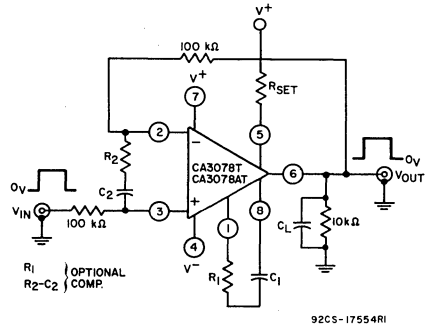 V+
100 kΩ
V+
RSET
7
5
2
R2
CA3078T
CA3078AT
6
0V
VOUT
C2
0V
8
VIN
3
+
100 kΩ
4
1
CL
10kΩ
V−
R1
C1
R1 } OPTIONAL
R2-C2 } COMP.
92CS-17554R1